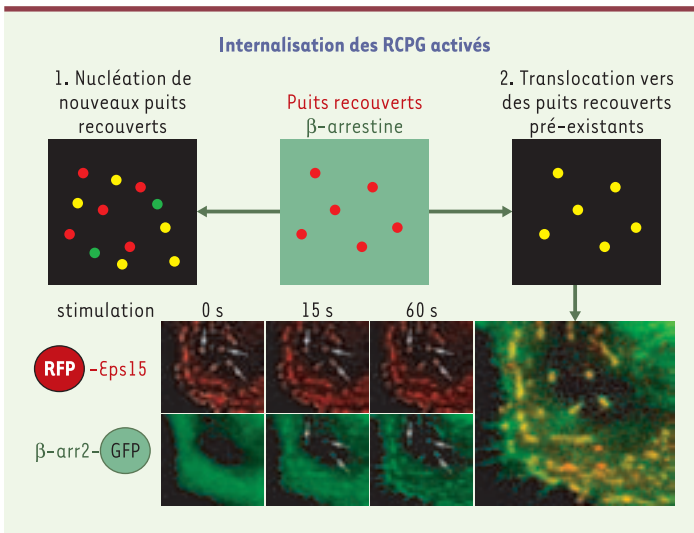 Internalisation des RCPG activés
1. Nucléation de
nouveaux puits
recouverts
Puits recouverts
β-arrestine
2. Translocation vers
des puits recouverts
pré-existants
stimulation
0 s
15 s
60 s
RFP -Eps15
β-arr2- GFP